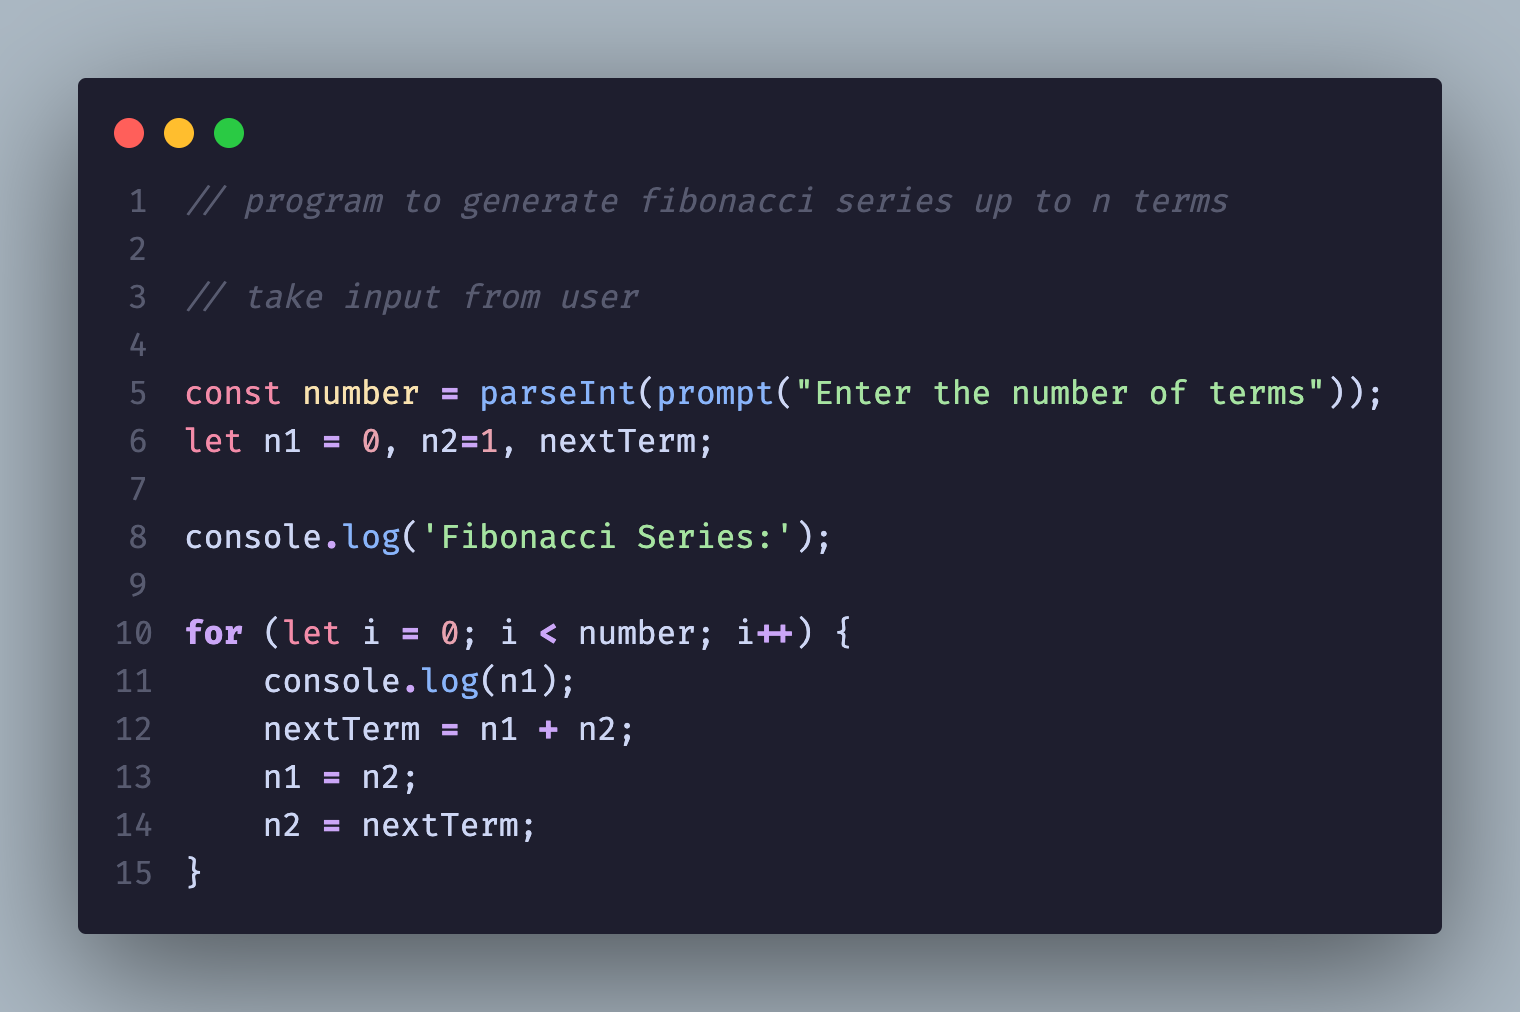 1 // program to generate fibonacci series up to n terms
2
3 // take input from user
4
5 const number = parseInt(prompt("Enter the number of terms"));
6 let n1 = 0, n2=1, nextTerm;
7
8 console.log('Fibonacci Series:');
9
10 for (let i = 0; i < number; i++) {
11     console.log(n1);
12     nextTerm = n1 + n2;
13     n1 = n2;
14     n2 = nextTerm;
15 }